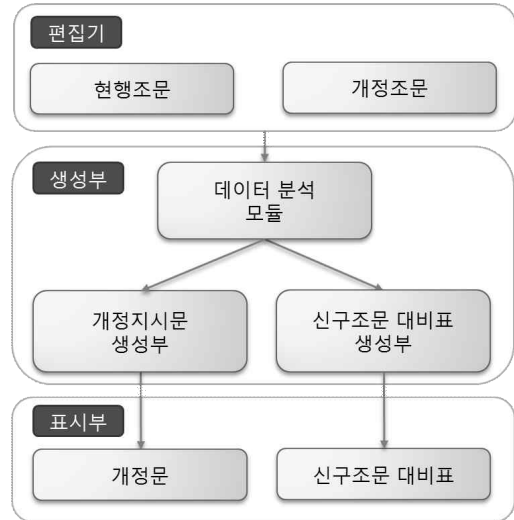 편집기
현행조문
개정조문
생성부
데이터 분석
모듈
개정지시문
생성부
신구조문 대비표
생성부
표시부
개정문
신구조문 대비표